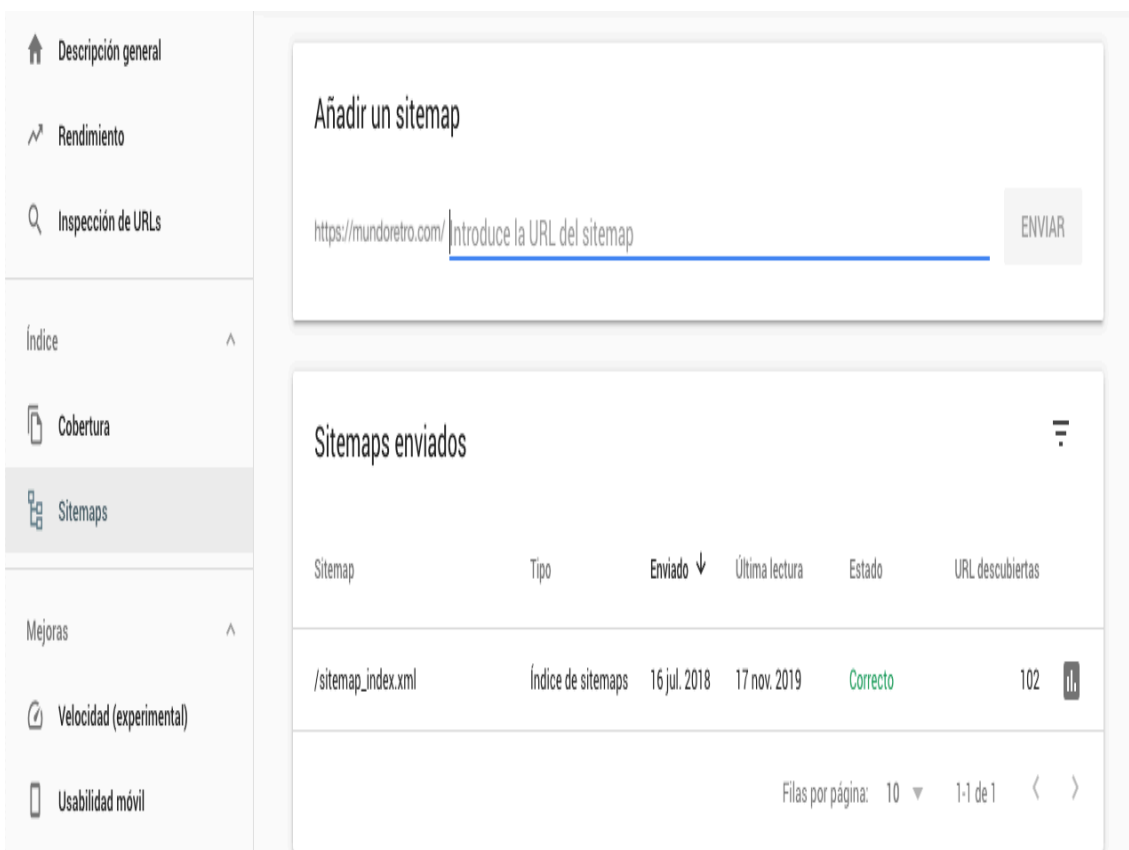 Descripción general
Rendimiento
Inspección de URLs
Índice
Cobertura
Sitemaps
Mejoras
Velocidad (experimental)
Usabilidad móvil
Añadir un sitemap
https://mundoretro.com/ Introduce la URL del sitemap
ENVIAR
Sitemaps enviados
Sitemap Tipo Enviado Última lectura Estado URL descubiertas
/sitemap_index.xml Índice de sitemaps 16 jul. 2018 17 nov. 2019 Correcto 102
Filas por página: 10 1-1 de 1